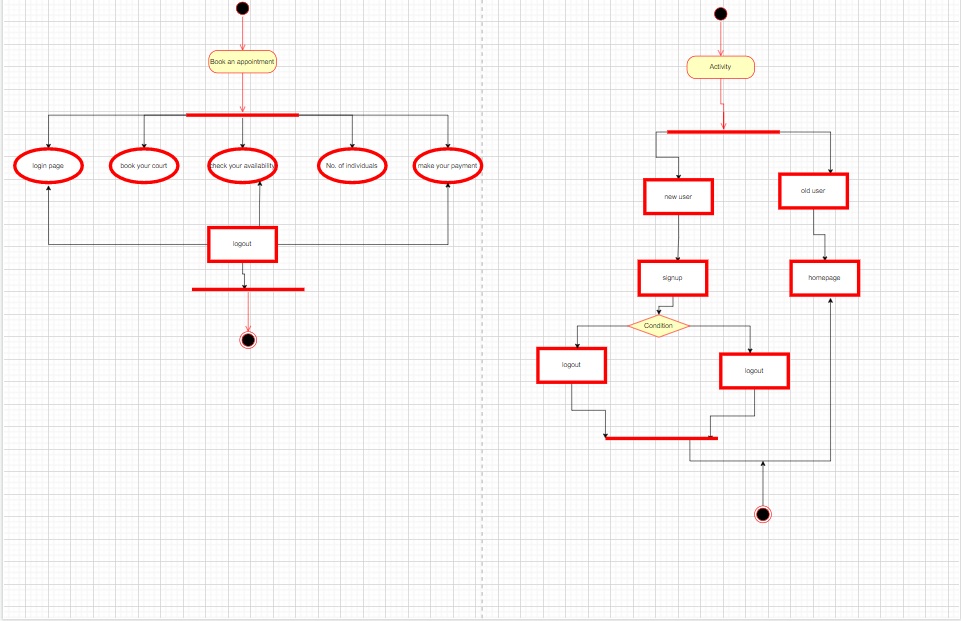 Book an appointment
login page
book your court
check your availability
No. of individuals
make your payment
logout
Activity
new user
old user
signup
homepage
Condition
logout
logout